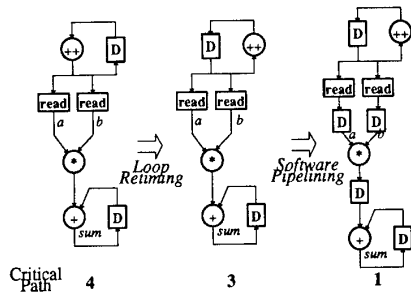 ++ D
read read
a b
*
+ D
sum
Loop
Retiming
D ++
read read
a b
*
+ D
sum
Software
Pipelining
D ++
read read
D D
a b
*
D
+ D
sum
Critical
Path 4 3 1